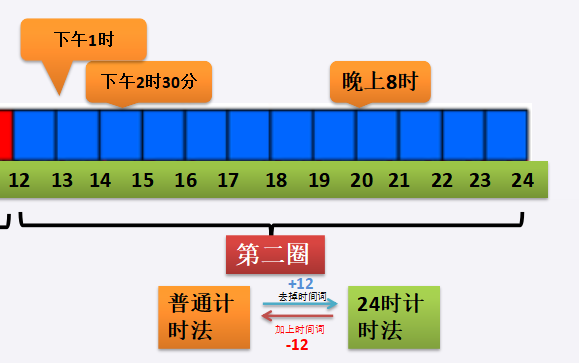 下午1时
下午2时30分
晚上8时
12 13 14 15 16 17 18 19 20 21 22 23 24
第二圈
+12
去掉时间词
普通计
时法
24时计
时法
加上时间词
-12